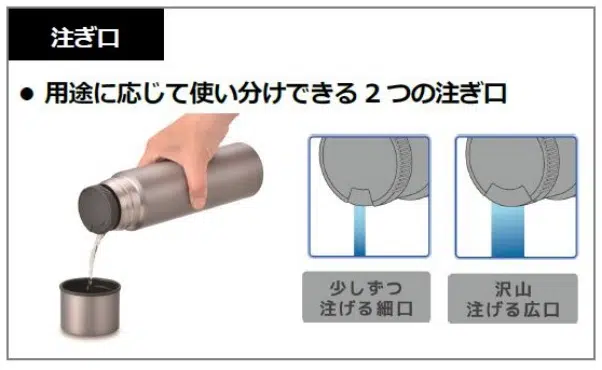 注ぎ口
● 用途に応じて使い分けできる2つの注ぎ口
少しずつ
注げる細口
沢山
注げる広口